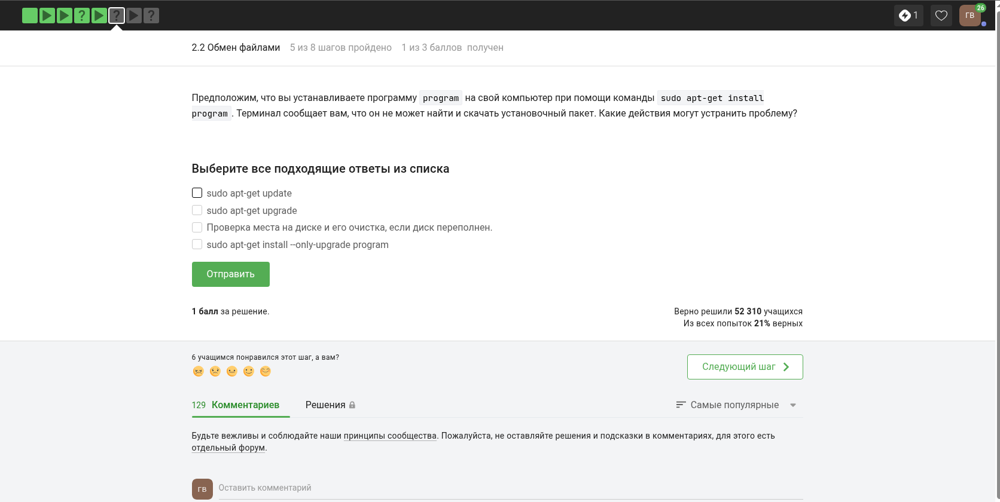 1
26
ГВ
2.2 Обмен файлами 5 из 8 шагов пройдено 1 из 3 баллов получен
Предположим, что вы устанавливаете программу program на свой компьютер при помощи команды sudo apt-get install
program. Терминал сообщает вам, что он не может найти и скачать установочный пакет. Какие действия могут устранить проблему?
Выберите все подходящие ответы из списка
sudo apt-get update
sudo apt-get upgrade
Проверка места на диске и его очистка, если диск переполнен.
sudo apt-get install --only-upgrade program
Отправить
1 балл за решение.
Верно решили 52 310 учащихся
Из всех попыток 21% верных
6 учащимся понравился этот шаг, а вам?
Следующий шаг
129 Комментариев Решения Самые популярные
Будьте вежливы и соблюдайте наши принципы сообщества. Пожалуйста, не оставляйте решения и подсказки в комментариях, для этого есть
отдельный форум.
ГВ Оставить комментарий